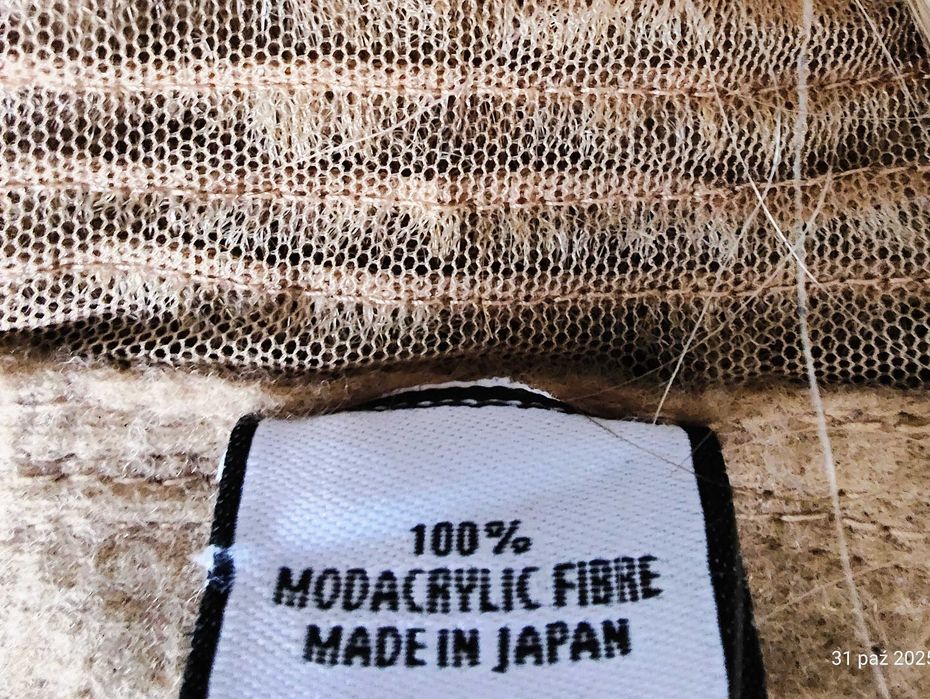 100%
MODACRYLIC FIBRE
MADE IN JAPAN
31 paź 2025